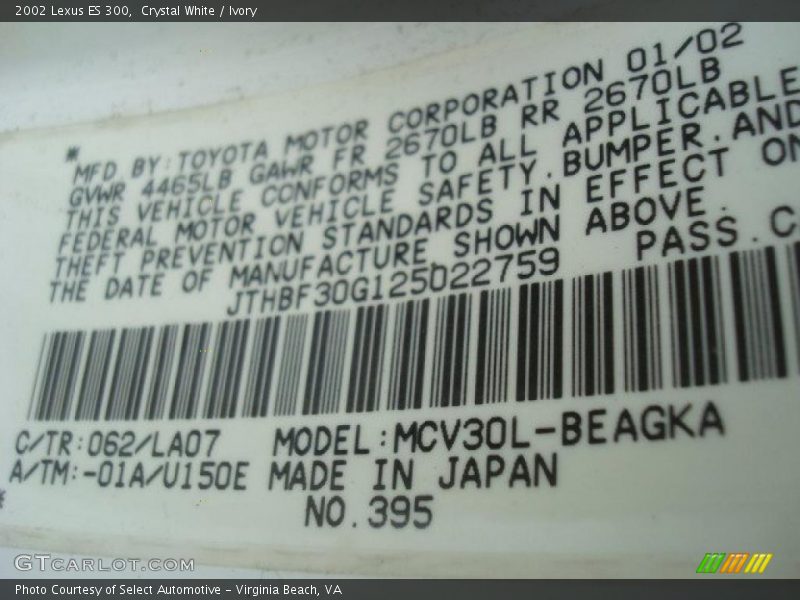 2002 Lexus ES 300,  Crystal White / Ivory
*
MFD BY:TOYOTA MOTOR CORPORATION 01/02
GVWR 4465LB GAWR FR 2670LB RR 2670LB
THIS VEHICLE CONFORMS TO ALL APPLICABLE
FEDERAL MOTOR VEHICLE SAFETY.BUMPER.AND
THEFT PREVENTION STANDARDS IN EFFECT ON
THE DATE OF MANUFACTURE SHOWN ABOVE.
JTHBF30G125022759 PASS.C
C/TR:062/LA07 MODEL:MCV30L-BEAGKA
A/TM:-01A/U150E MADE IN JAPAN
* NO.395
GTCARLOT.COM
Photo Courtesy of Select Automotive - Virginia Beach, VA